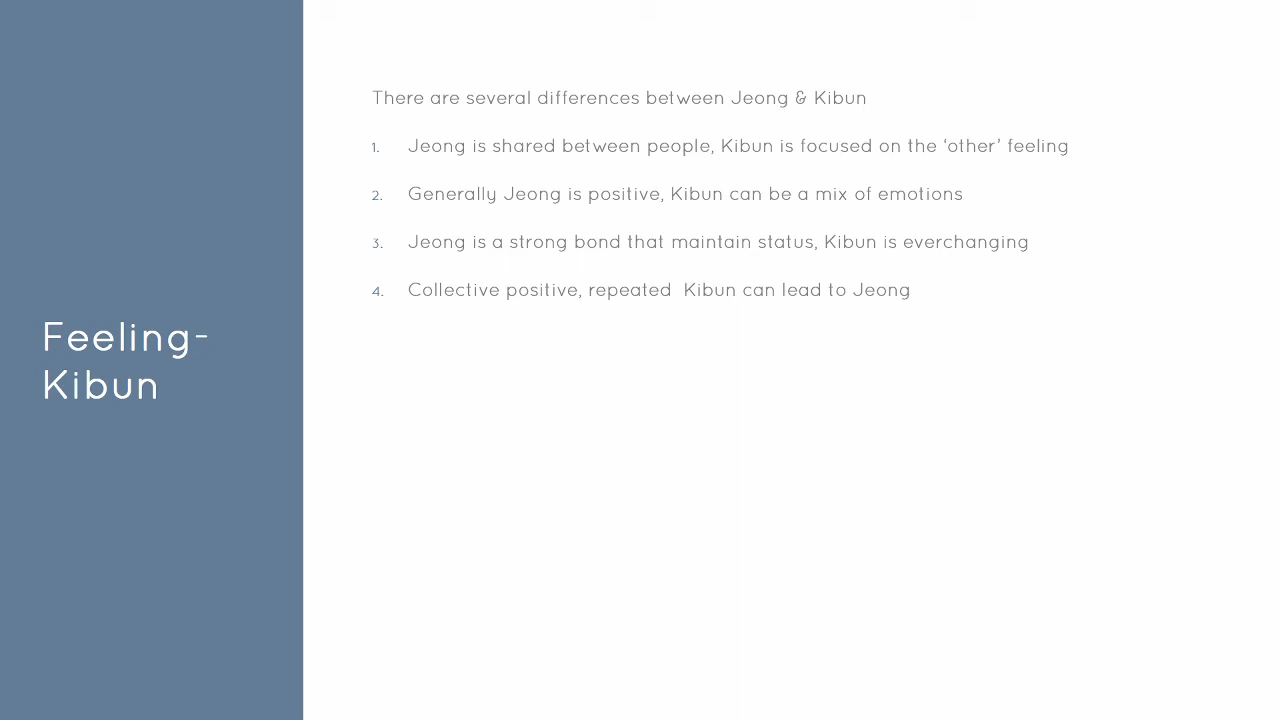 Feeling-
Kibun
There are several differences between Jeong & Kibun
1. Jeong is shared between people, Kibun is focused on the ‘other’ feeling
2. Generally Jeong is positive, Kibun can be a mix of emotions
3. Jeong is a strong bond that maintain status, Kibun is everchanging
4. Collective positive, repeated  Kibun can lead to Jeong